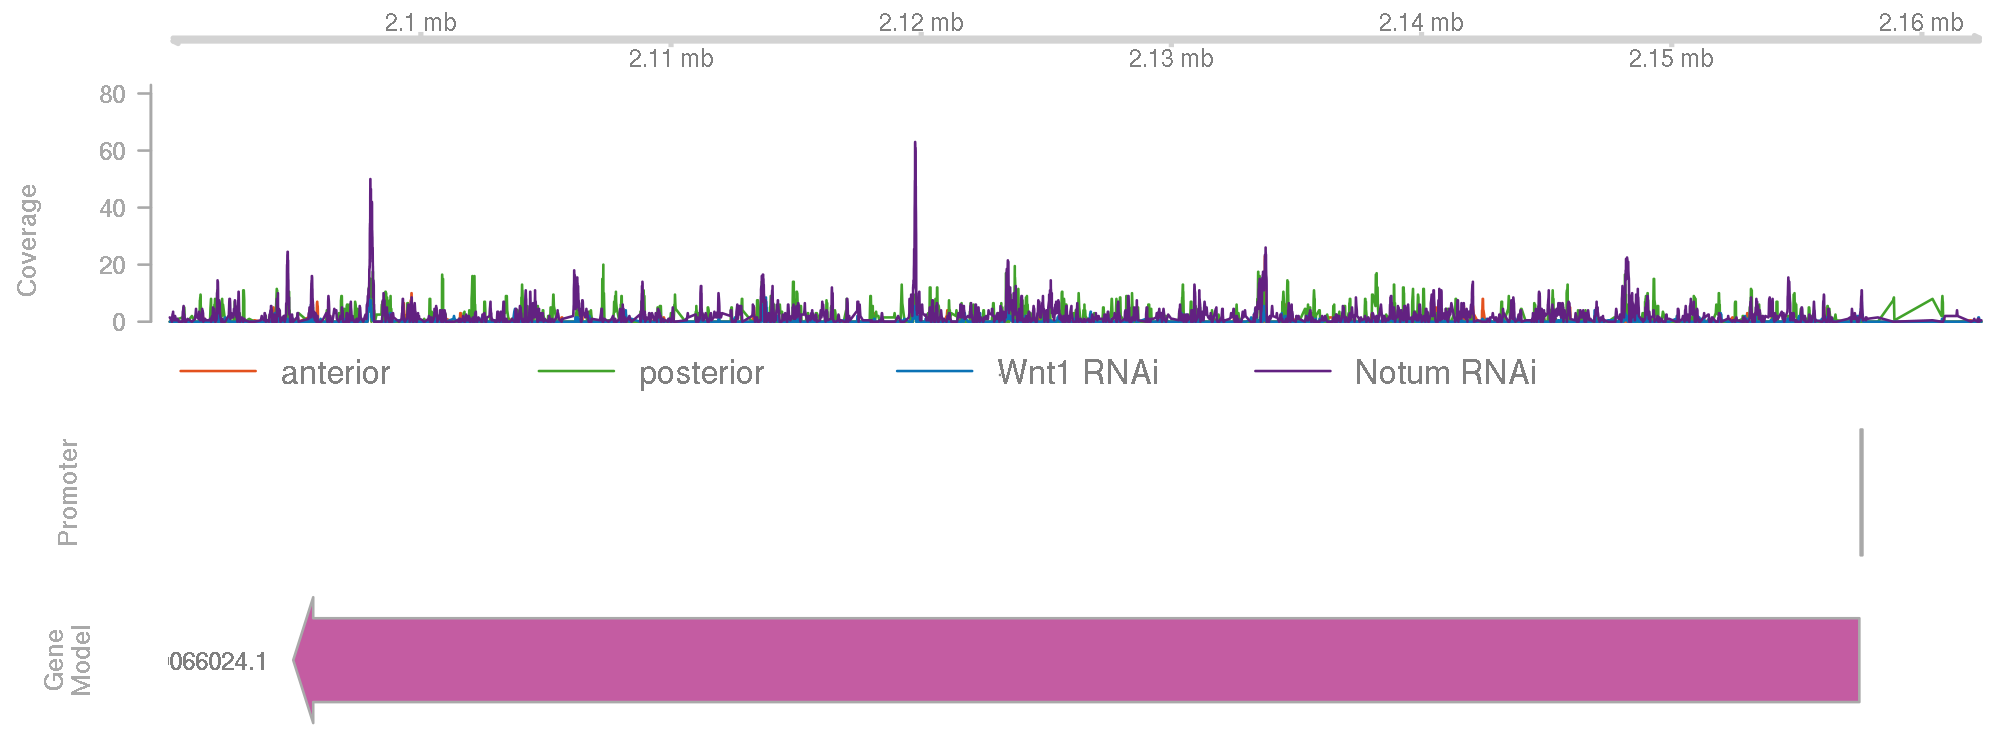 2.1 mb 2.12 mb 2.14 mb 2.16 mb
2.11 mb 2.13 mb 2.15 mb
Coverage
80
60
40
20
0
anterior posterior Wnt1 RNAi Notum RNAi
Promoter
Gene
Model
066024.1